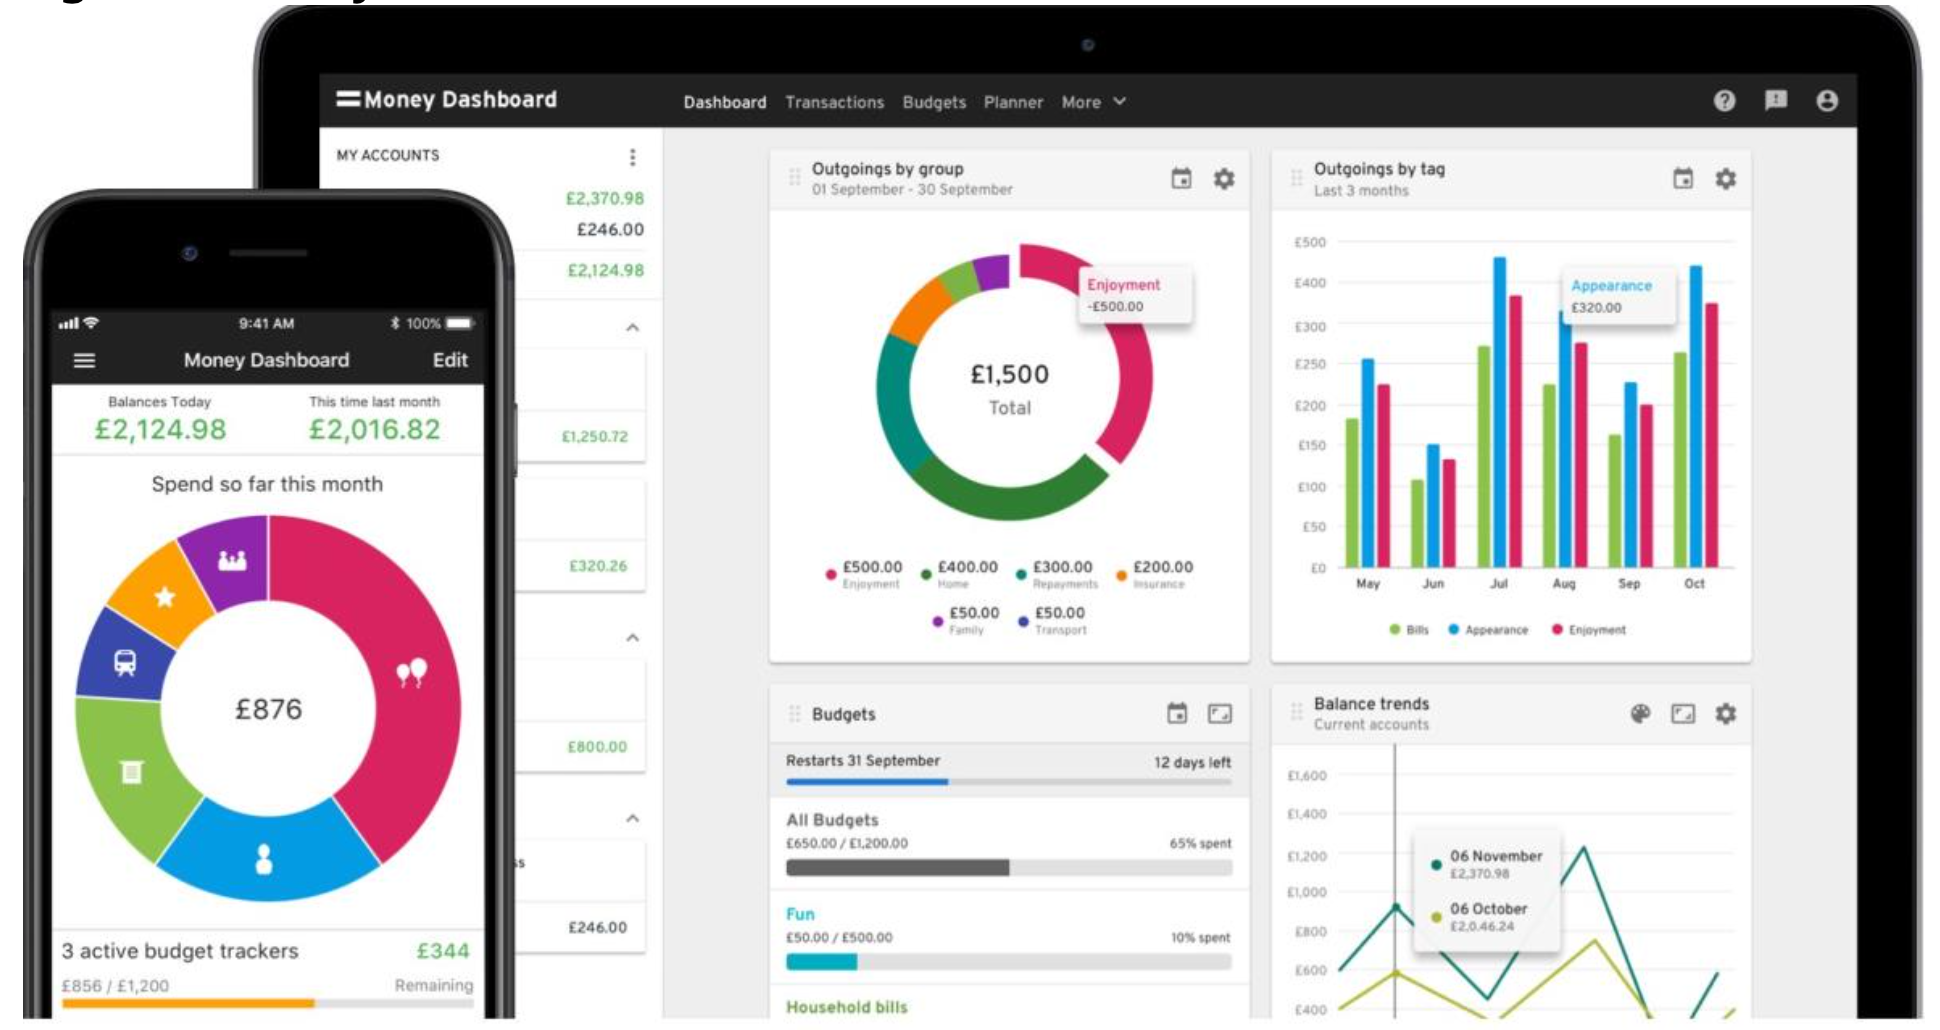 Money Dashboard
Dashboard Transactions Budgets Planner More
MY ACCOUNTS
£2,370.98
£246.00
£2,124.98
£1,250.72
£320.26
£800.00
£246.00
Outgoings by group
01 September - 30 September
Enjoyment
-£500.00
£1,500
Total
£500.00 £400.00 £300.00 £200.00
Enjoyment Home Repayments Insurance
£50.00 £50.00
Family Transport
Outgoings by tag
Last 3 months
£500
£400
£300
£250
£200
£150
£100
£50
£0
Appearance
£320.00
May Jun Jul Aug Sep Oct
Bills Appearance Enjoyment
Budgets
Restarts 31 September 12 days left
All Budgets
£650.00 / £1,200.00 65% spent
Fun
£50.00 / £500.00 10% spent
Household bills
Balance trends
Current accounts
£1,600
£1,400
£1,200
£1,000
£800
£600
£400
06 November
£2,370.98
06 October
£2,0.46.24
9:41 AM 100%
Money Dashboard Edit
Balances Today This time last month
£2,124.98 £2,016.82
Spend so far this month
£876
3 active budget trackers £344
£856 / £1,200 Remaining